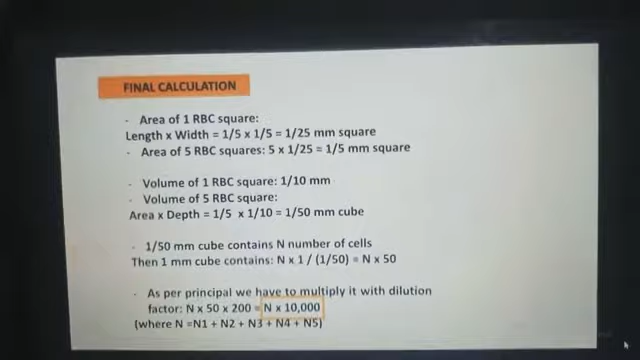 FINAL CALCULATION
- Area of 1 RBC square:
Length x Width = 1/5 x 1/5 = 1/25 mm square
- Area of 5 RBC squares: 5 x 1/25 = 1/5 mm square
- Volume of 1 RBC square: 1/10 mm
- Volume of 5 RBC square:
Area x Depth = 1/5 x 1/10 = 1/50 mm cube
- 1/50 mm cube contains N number of cells
Then 1 mm cube contains: N x 1 / (1/50) = N x 50
- As per principal we have to multiply it with dilution
factor: N x 50 x 200 = N x 10,000
(where N =N1 + N2 + N3 + N4 + N5)